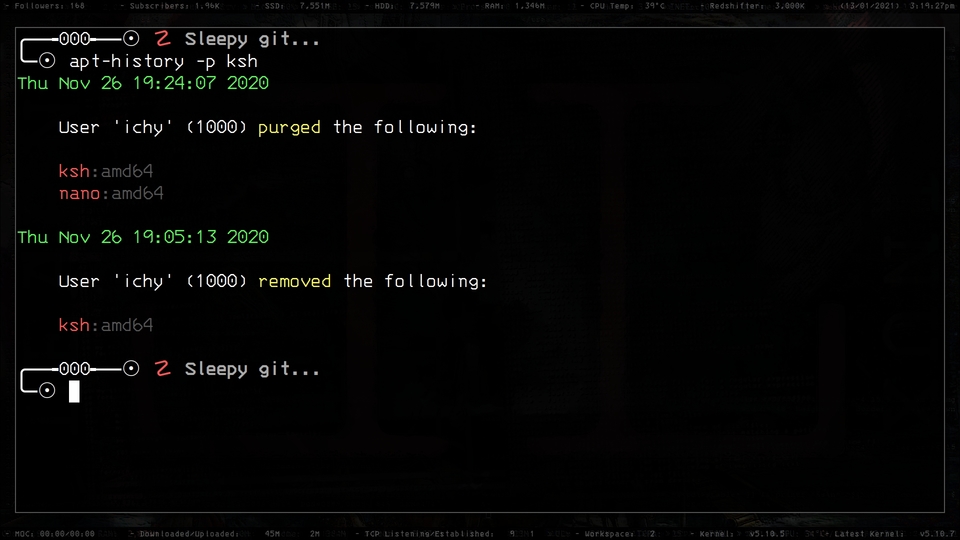 - Followers: 168 - Subscribers: 1.96K - SSD: 7,551M - HDD: 7,579M - RAM: 1,346M - CPU Temp: 39°C - Redshifter: 3,000K (13/01/2021) 3:19:27pm
000 Z Sleepy git...
apt-history -p ksh
Thu Nov 26 19:24:07 2020
User 'ichy' (1000) purged the following:
ksh:amd64
nano:amd64
Thu Nov 26 19:05:13 2020
User 'ichy' (1000) removed the following:
ksh:amd64
000 Z Sleepy git...
- MOC: 00:00/00:00 - Downloaded/Uploaded: 45M 2M - TCP Listening/Established: 1 - Workspace: 2 - Kernel: v5.10.5 - Latest Kernel: v5.10.7